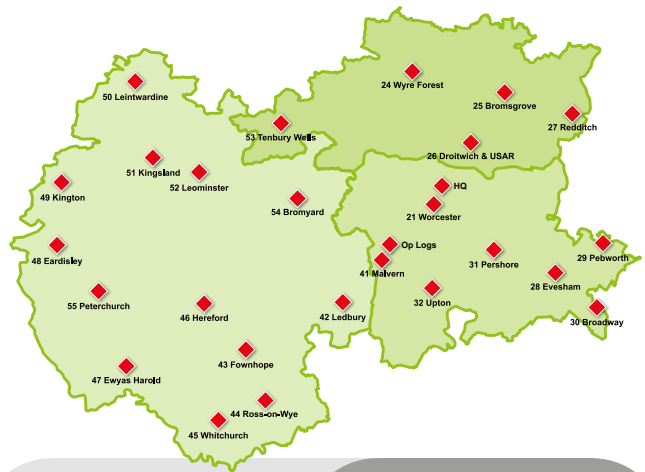 24 Wyre Forest
50 Leintwardine
25 Bromsgrove
27 Redditch
53 Tenbury Wells
26 Droitwich & USAR
51 Kingsland
52 Leominster
HQ
49 Kington
54 Bromyard
21 Worcester
Op Logs
48 Eardisley
31 Pershore
29 Pebworth
41 Malvern
28 Evesham
55 Peterchurch
32 Upton
46 Hereford
42 Ledbury
30 Broadway
43 Fownhope
47 Ewyas Harold
44 Ross-on-Wye
45 Whitchurch